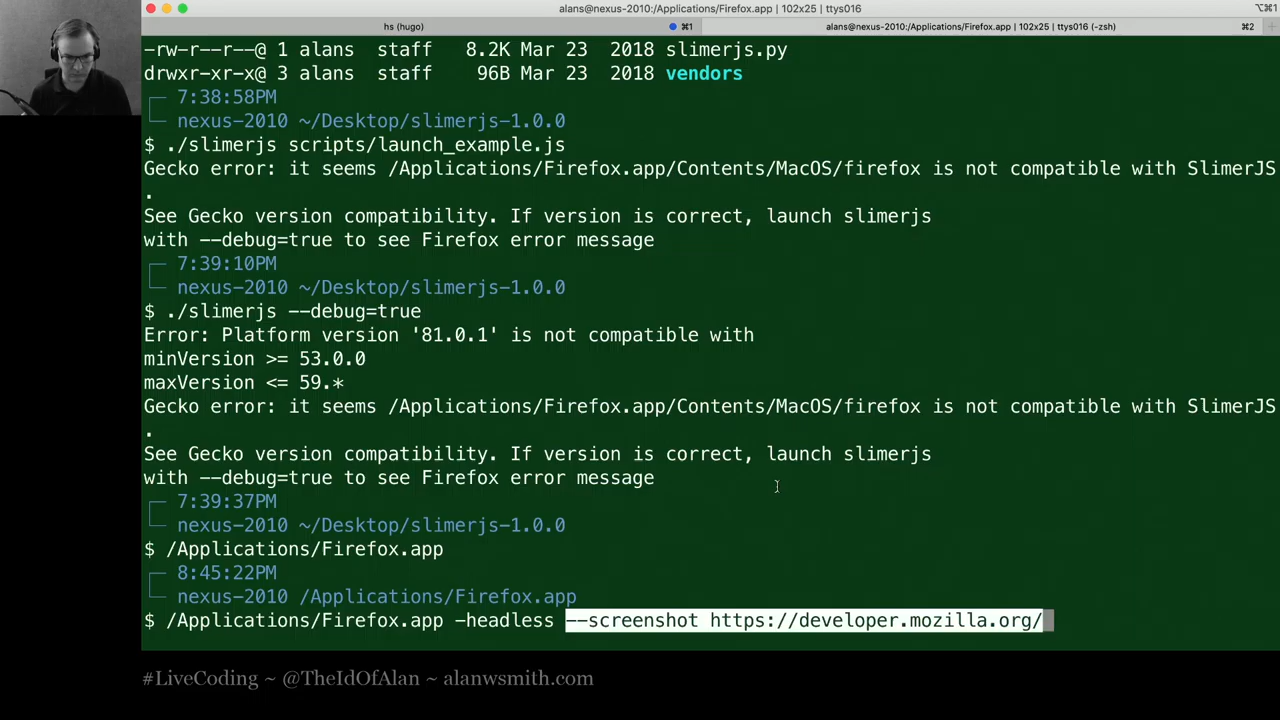 alans@nexus-2010:/Applications/Firefox.app | 102x25 | ttys016
⌥⌘1
hs (hugo)
⌘1
alans@nexus-2010:/Applications/Firefox.app | 102x25 | ttys016 (-zsh)
⌘2
-rw-r--r--@ 1 alans  staff   8.2K Mar 23  2018 slimerjs.py
drwxr-xr-x@ 3 alans  staff    96B Mar 23  2018 vendors
7:38:58PM
nexus-2010 ~/Desktop/slimerjs-1.0.0
$ ./slimerjs scripts/launch_example.js
Gecko error: it seems /Applications/Firefox.app/Contents/MacOS/firefox is not compatible with SlimerJS
.
See Gecko version compatibility. If version is correct, launch slimerjs
with --debug=true to see Firefox error message
7:39:10PM
nexus-2010 ~/Desktop/slimerjs-1.0.0
$ ./slimerjs --debug=true
Error: Platform version '81.0.1' is not compatible with
minVersion >= 53.0.0
maxVersion <= 59.*
Gecko error: it seems /Applications/Firefox.app/Contents/MacOS/firefox is not compatible with SlimerJS
.
See Gecko version compatibility. If version is correct, launch slimerjs
with --debug=true to see Firefox error message
7:39:37PM
nexus-2010 ~/Desktop/slimerjs-1.0.0
$ /Applications/Firefox.app
8:45:22PM
nexus-2010 /Applications/Firefox.app
$ /Applications/Firefox.app -headless --screenshot https://developer.mozilla.org/
#LiveCoding ~ @TheIdOfAlan ~ alanwsmith.com